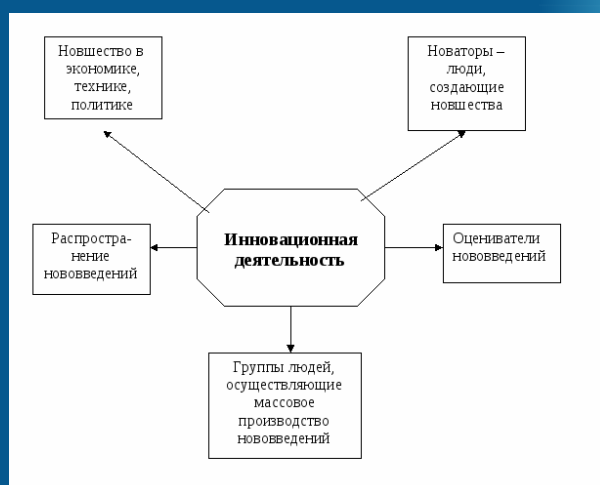 Новшество в
экономике,
технике,
политике
Новаторы –
люди,
создающие
новшества
Инновационная
деятельность
Распростра-
нение
нововведений
Оцениватели
нововведений
Группы людей,
осуществляющие
массовое
производство
нововведений